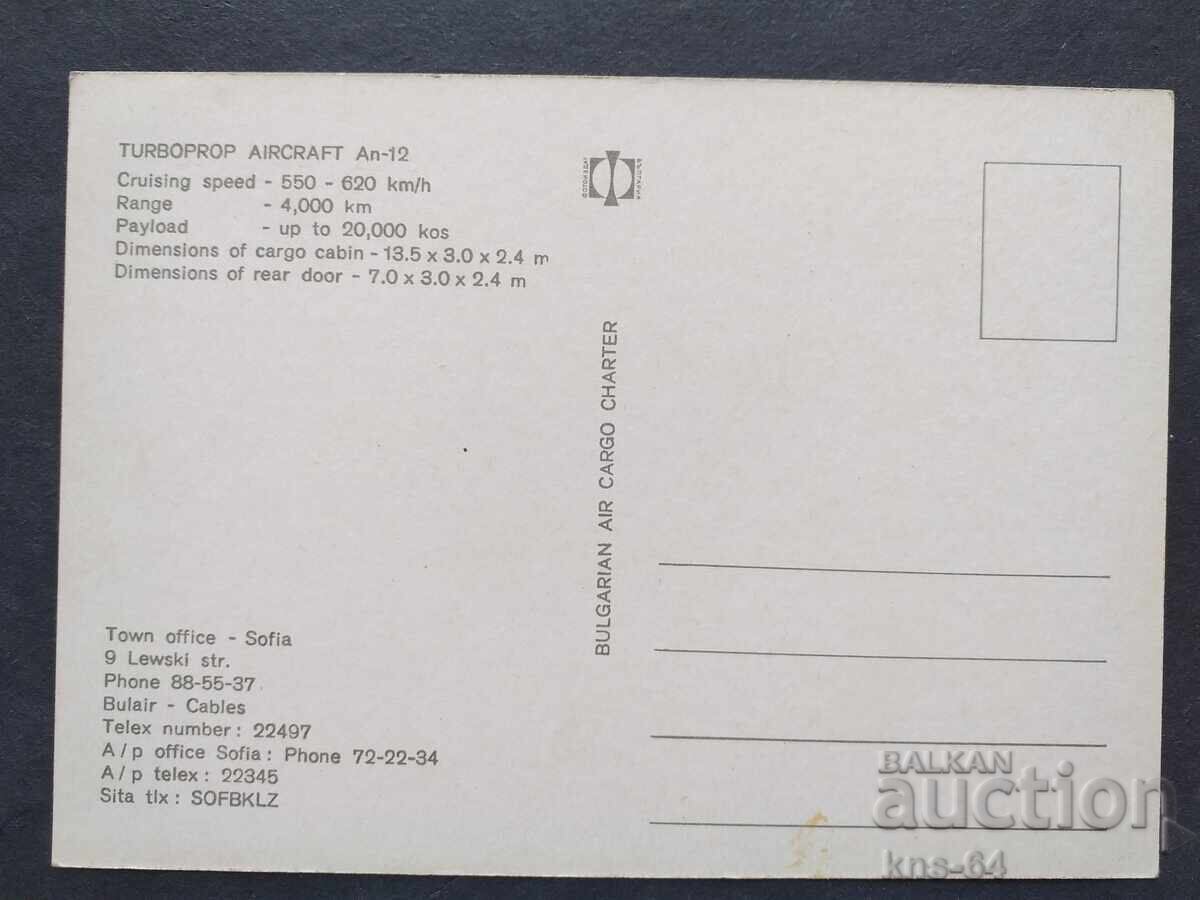 TURBOPROP AIRCRAFT An-12
Cruising speed - 550 - 620 km/h
Range - 4,000 km
Payload - up to 20,000 kos
Dimensions of cargo cabin - 13.5 x 3.0 x 2.4 m
Dimensions of rear door - 7.0 x 3.0 x 2.4 m
БЪЛГАРИЯ
BULGARIAN AIR CARGO CHARTER
Town office - Sofia
9 Lewski str.
Phone 88-55-37
Bulair - Cables
Telex number : 22497
A/p office Sofia : Phone 72-22-34
A/p telex : 22345
Sita tlx : SOFBKLZ
BALKAN
auction
kns-64